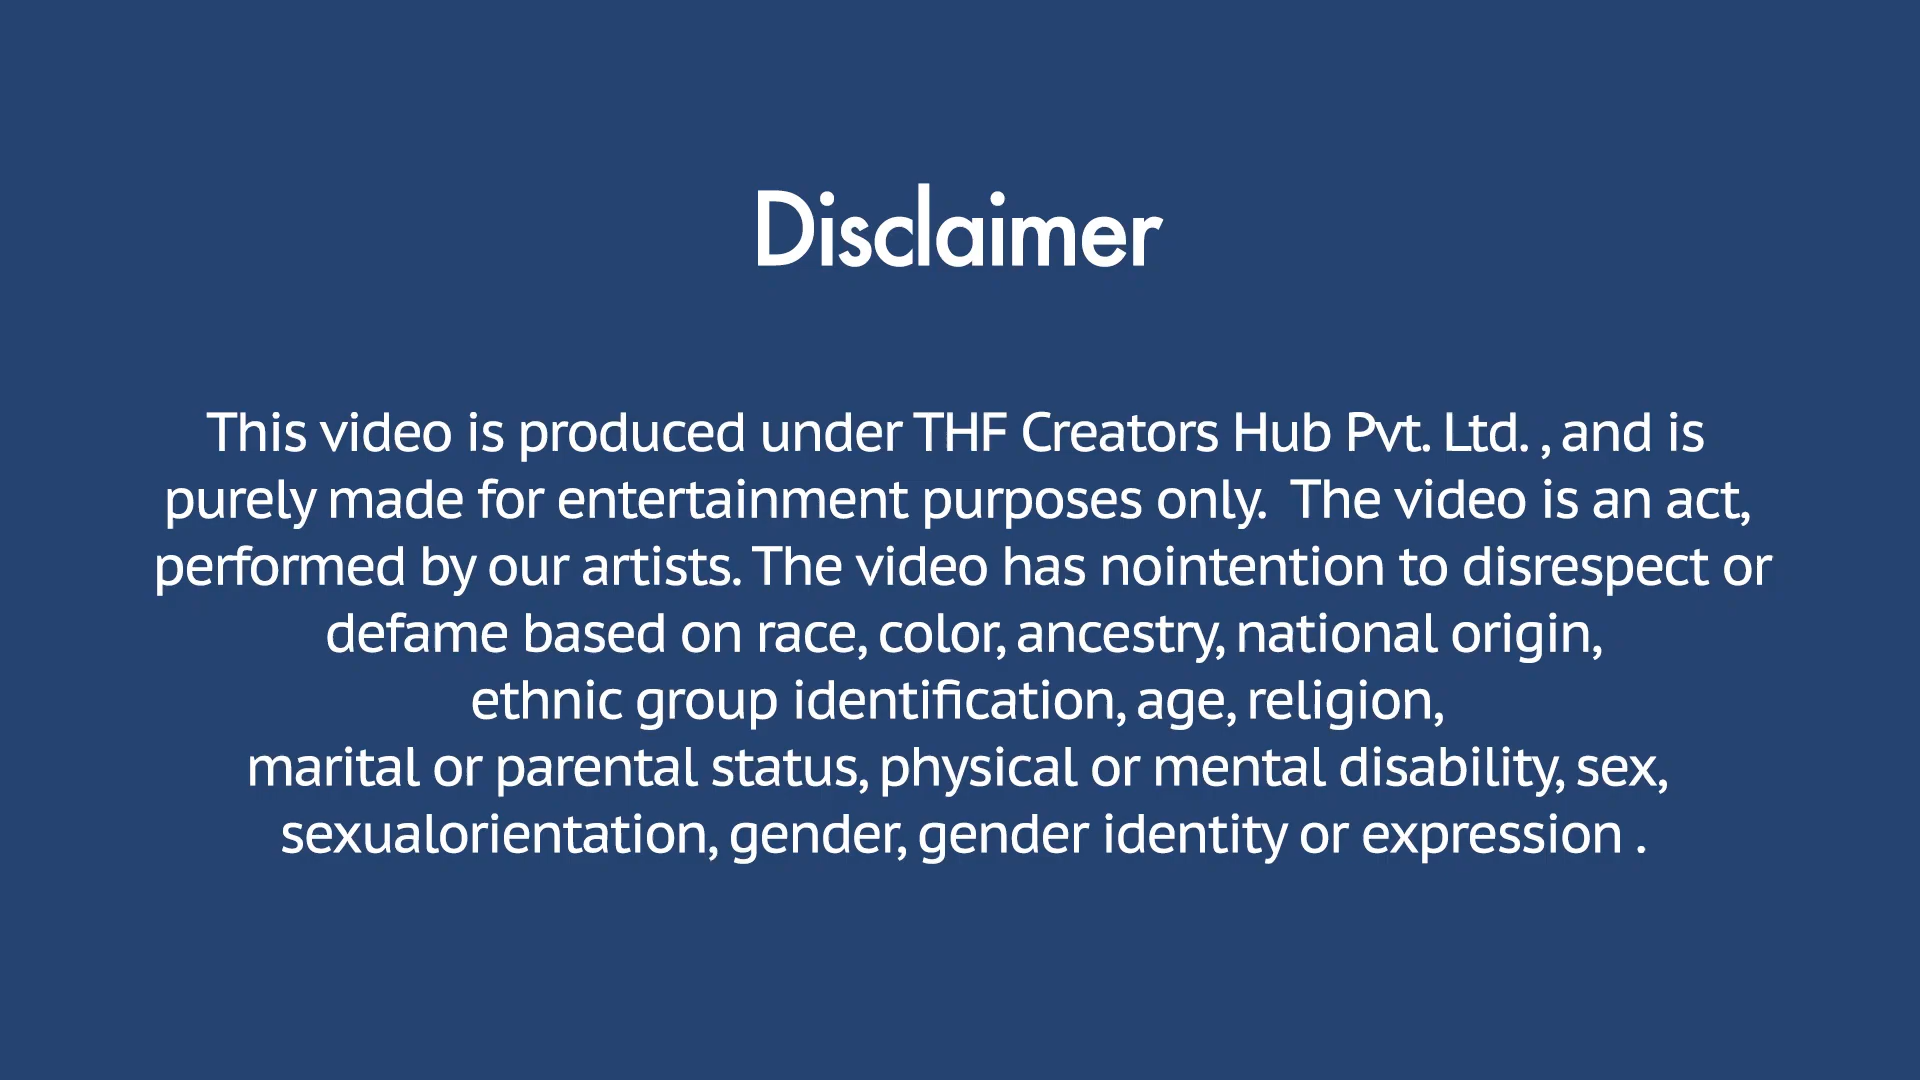 Disclaimer
This video is produced under THF Creators Hub Pvt. Ltd. , and is
purely made for entertainment purposes only.  The video is an act,
performed by our artists. The video has nointention to disrespect or
defame based on race, color, ancestry, national origin,
ethnic group identification, age, religion,
marital or parental status, physical or mental disability, sex,
sexualorientation, gender, gender identity or expression .